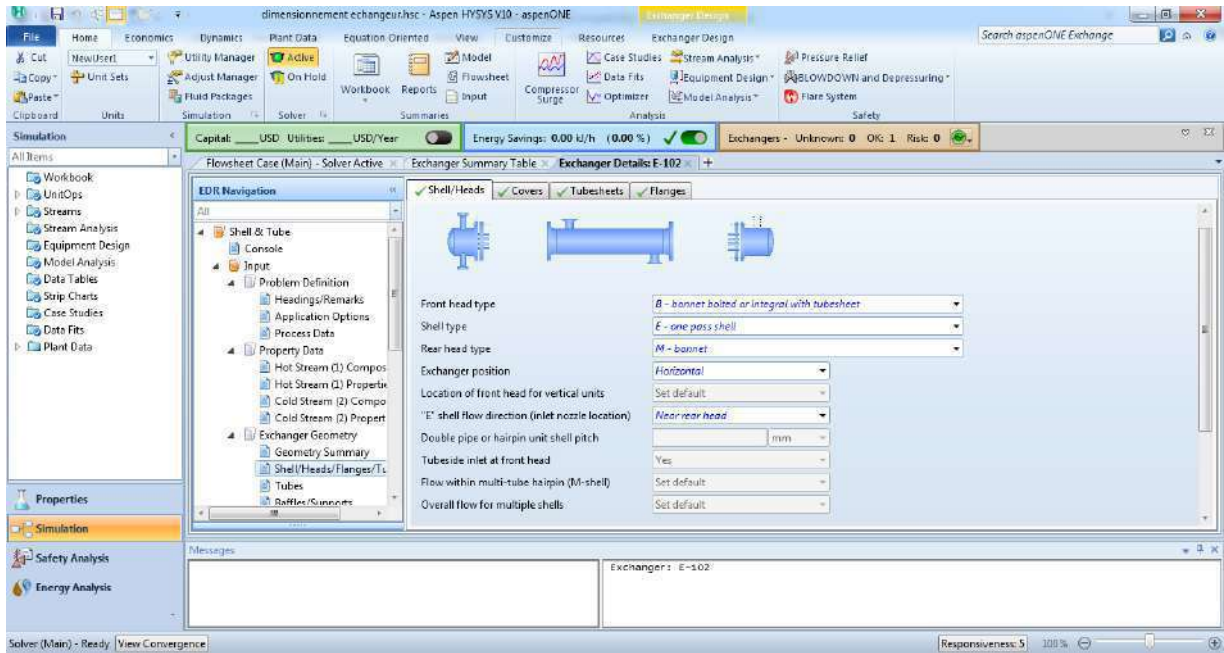 dimensionnement echangeur.hsc - Aspen HYSYS V10 - aspenONE
Exchanger Design
File Home Economics Dynamics Plant Data Equation Oriented View Customize Resources Exchanger Design
Search aspenONE Exchange
Cut NewUser1 Utility Manager Active Model Case Studies Stream Analysis Pressure Relief
Copy Unit Sets Adjust Manager On Hold Flowsheet Data Fits Equipment Design BLOWDOWN and Depressuring
Paste Fluid Packages Workbook Reports Input Compressor Surge Optimizer Model Analysis Flare System
Clipboard Units Simulation Solver Summaries Analysis Safety
Simulation
Capital: ____USD Utilities: ____USD/Year
Energy Savings: 0.00 kJ/h (0.00 %)
Exchangers - Unknown: 0 OK: 1 Risk: 0
All Items
Flowsheet Case (Main) - Solver Active Exchanger Summary Table Exchanger Details: E-102 +
Workbook
UnitOps
Streams
Stream Analysis
Equipment Design
Model Analysis
Data Tables
Strip Charts
Case Studies
Data Fits
Plant Data
Properties
Simulation
Safety Analysis
Energy Analysis
EDR Navigation
All
Shell & Tube
Console
Input
Problem Definition
Headings/Remarks
Application Options
Process Data
Property Data
Hot Stream (1) Compos
Hot Stream (1) Properti
Cold Stream (2) Compo
Cold Stream (2) Propert
Exchanger Geometry
Geometry Summary
Shell/Heads/Flanges/Tu
Tubes
Baffles/Supports
Shell/Heads Covers Tubesheets Flanges
Front head type B - bonnet bolted or integral with tubesheet
Shell type E - one pass shell
Rear head type M - bonnet
Exchanger position Horizontal
Location of front head for vertical units Set default
"E" shell flow direction (inlet nozzle location) Near rear head
Double pipe or hairpin unit shell pitch mm
Tubeside inlet at front head Yes
Flow within multi-tube hairpin (M-shell) Set default
Overall flow for multiple shells Set default
Messages
Exchanger: E-102
Solver (Main) - Ready View Convergence
Responsiveness: 5 100%